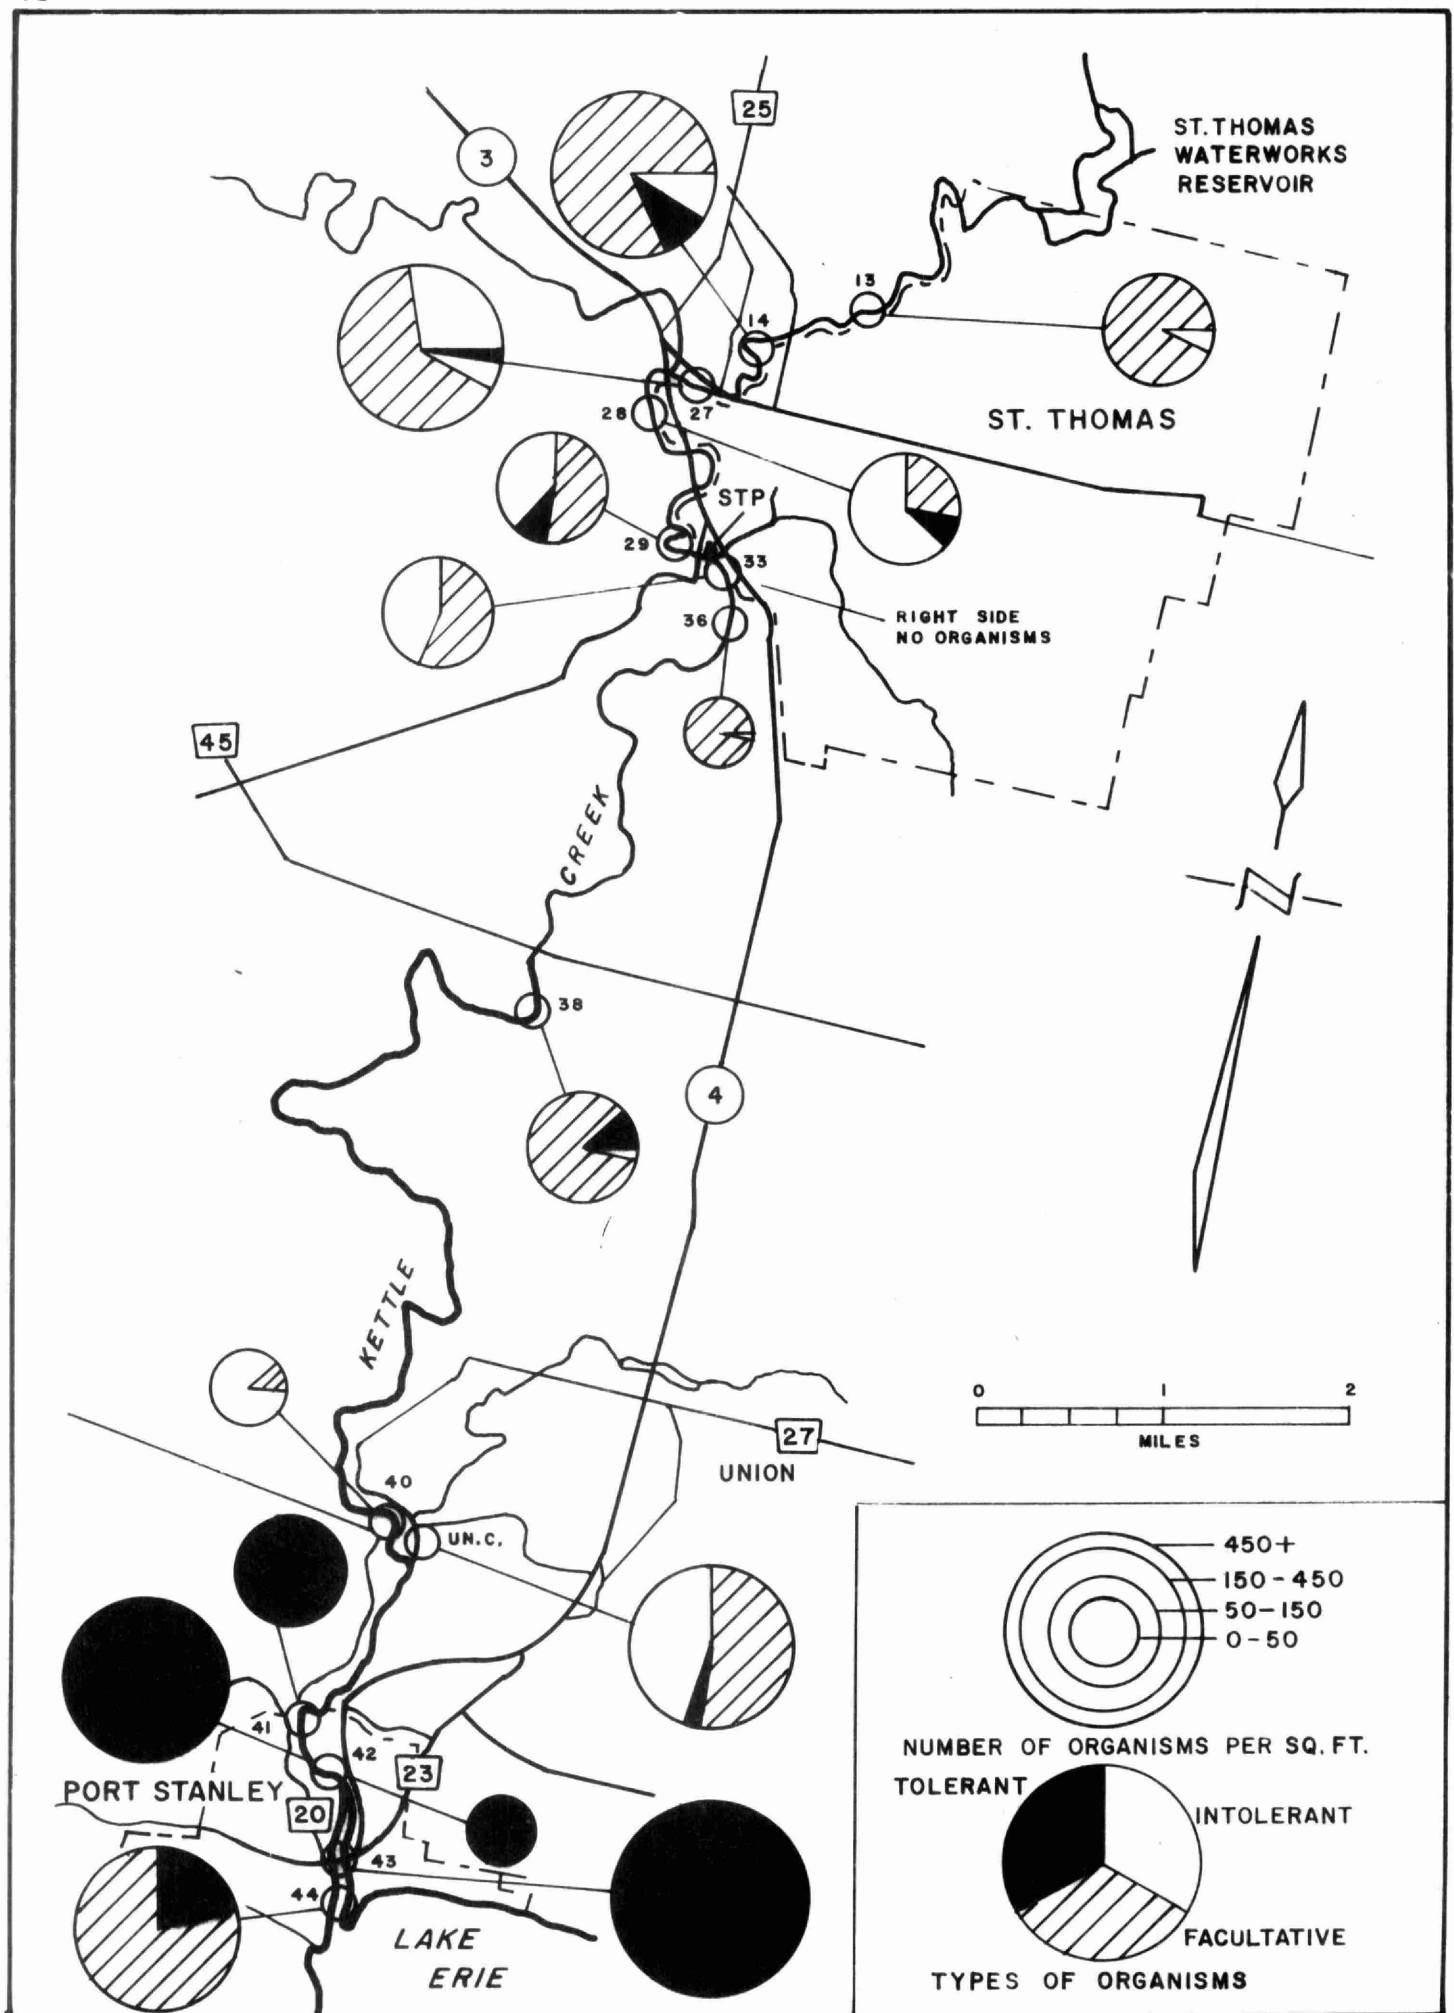 25
3
ST. THOMAS
WATERWORKS
RESERVOIR
13
14
28
27
ST. THOMAS
STP
29
33
36
RIGHT SIDE
NO ORGANISMS
45
CREEK
38
4
KETTLE
0 1 2
MILES
27
UNION
40
UN.C.
450+
150-450
50-150
0-50
NUMBER OF ORGANISMS PER SQ. FT.
TOLERANT
INTOLERANT
FACULTATIVE
TYPES OF ORGANISMS
41
42
23
PORT STANLEY
20
43
44
LAKE
ERIE
N